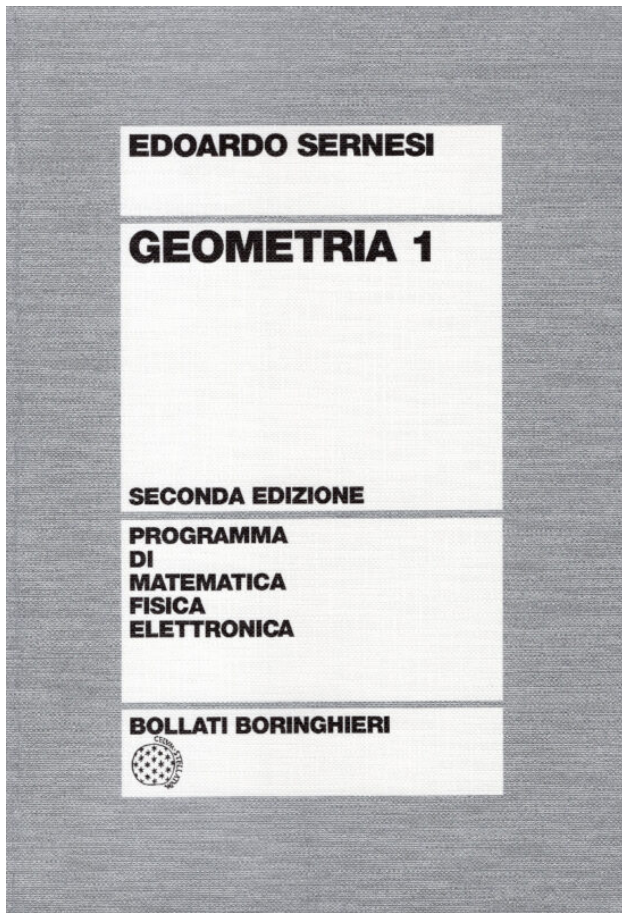 EDOARDO SERNESI
GEOMETRIA 1
SECONDA EDIZIONE
PROGRAMMA
DI
MATEMATICA
FISICA
ELETTRONICA
BOLLATI BORINGHIERI